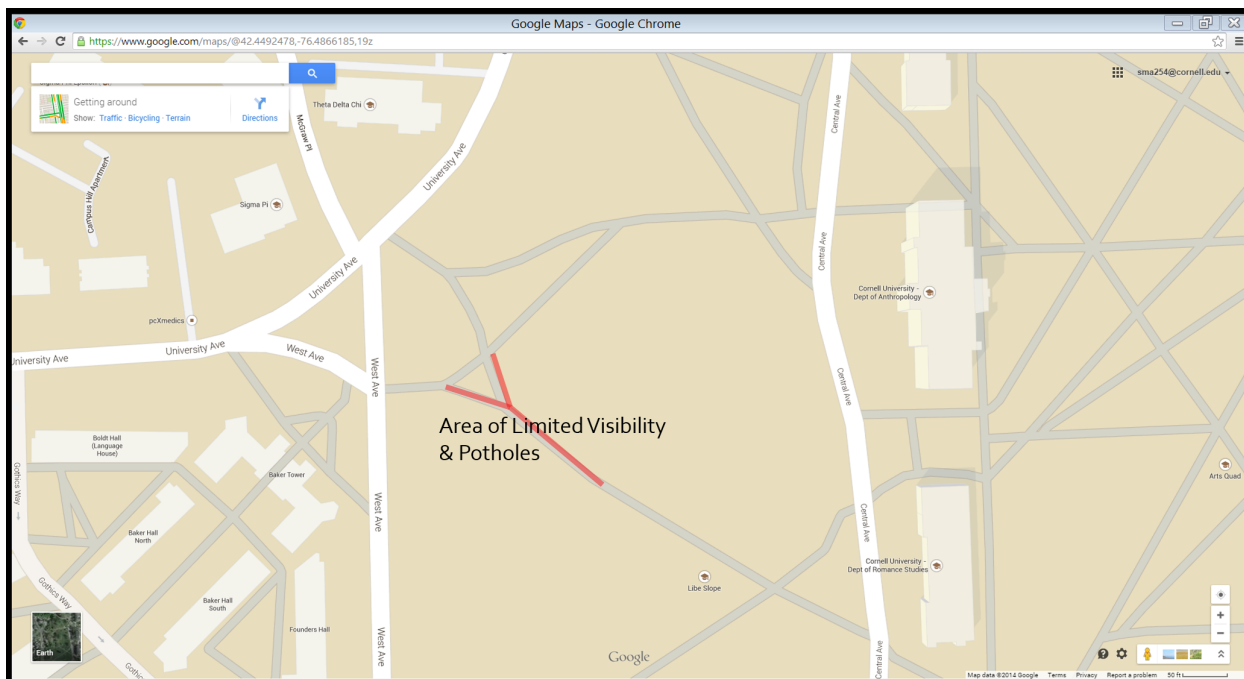 Google Maps - Google Chrome
https://www.google.com/maps/@42.4492478,-76.4866185,19z
sma254@cornell.edu
Getting around
Show: Traffic · Bicycling · Terrain
Directions
Theta Delta Chi
McGraw Pl
University Ave
Central Ave
Campus Hill Apartment
Sigma Pi
Central Ave
University Ave
Cornell University -
Dept of Anthropology
pcXmedics
University Ave
University Ave
West Ave
West Ave
Central Ave
Area of Limited Visibility
& Potholes
Boldt Hall
(Language
House)
Baker Tower
Gothics Way
Arts Quad
West Ave
Central Ave
Baker Hall
North
Cornell University -
Dept of Romance Studies
Libe Slope
Gothics Way
Baker Hall
South
Founders Hall
West Ave
Central Ave
Earth
Google
Map data ©2014 Google Terms Privacy Report a problem 50 ft